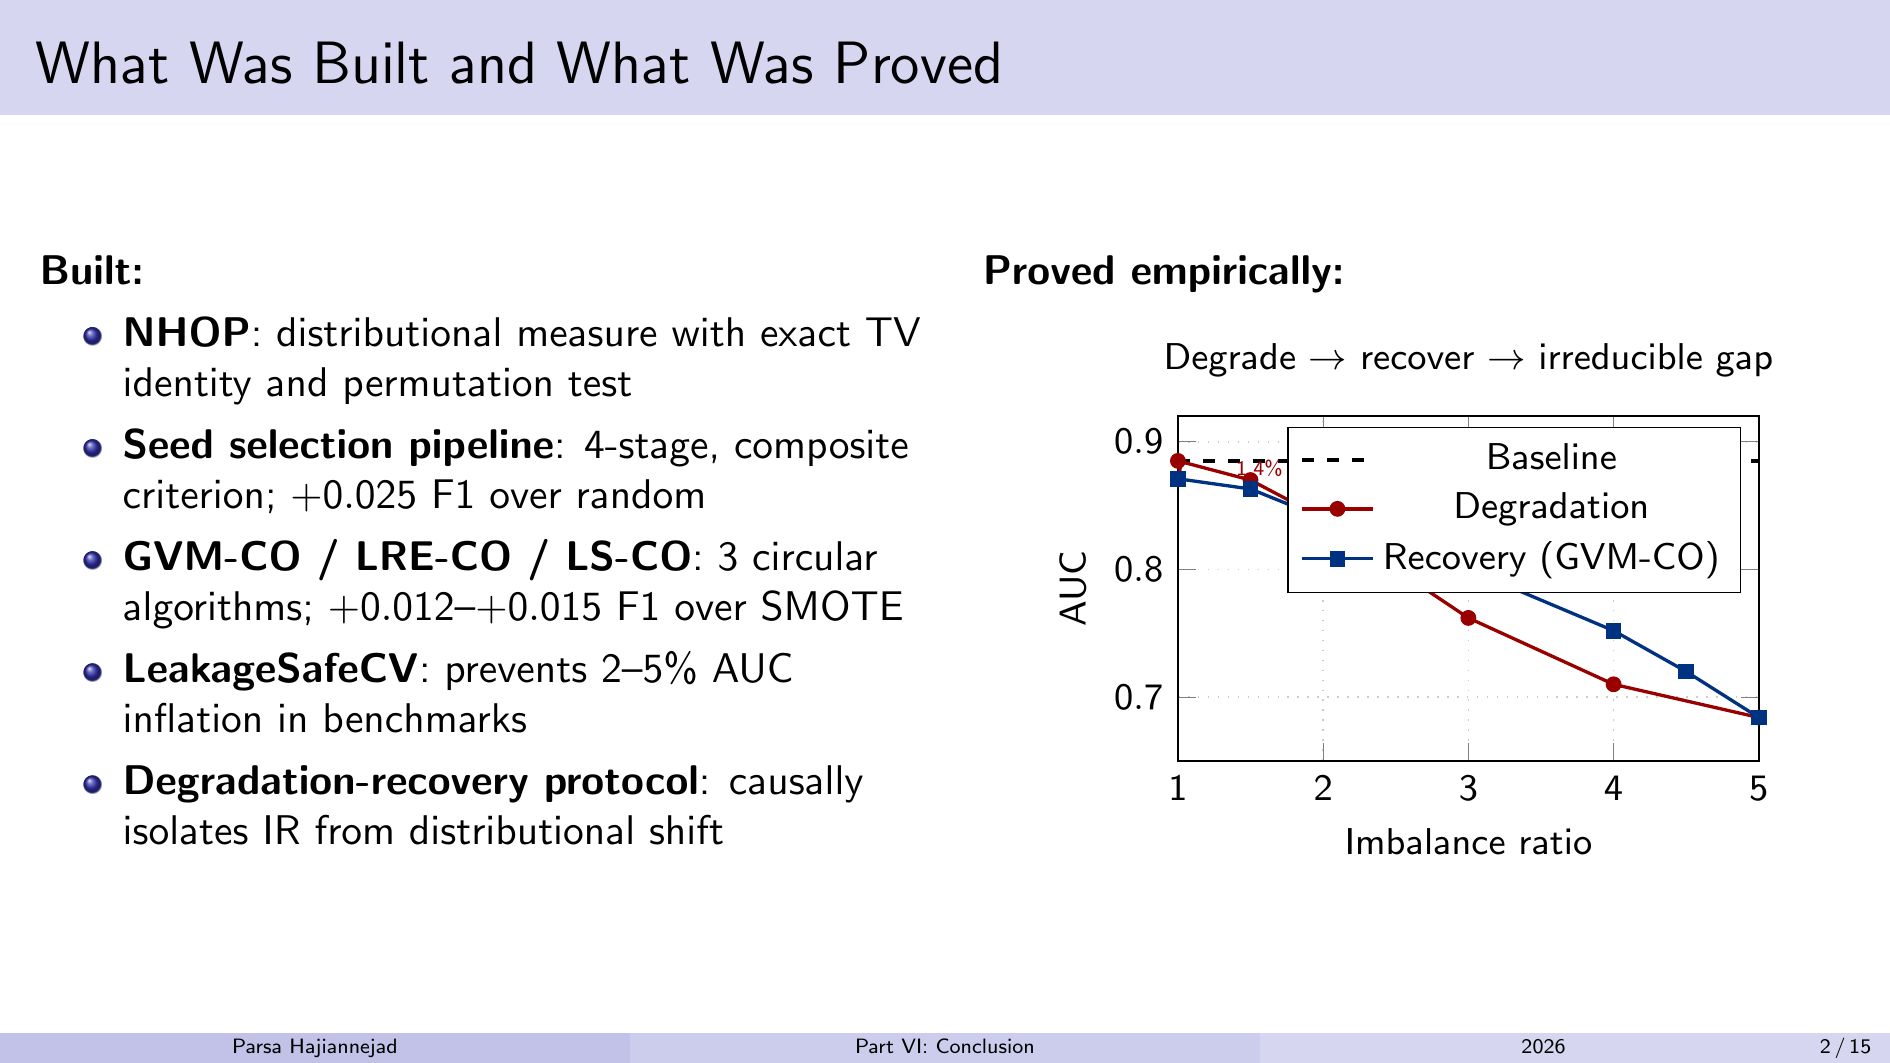 What Was Built and What Was Proved
Built:
NHOP: distributional measure with exact TV
identity and permutation test
Seed selection pipeline: 4-stage, composite
criterion; +0.025 F1 over random
GVM-CO / LRE-CO / LS-CO: 3 circular
algorithms; +0.012–+0.015 F1 over SMOTE
LeakageSafeCV: prevents 2–5% AUC
inflation in benchmarks
Degradation-recovery protocol: causally
isolates IR from distributional shift
Proved empirically:
Degrade → recover → irreducible gap
0.9
0.8
0.7
AUC
1.4%
Baseline
Degradation
Recovery (GVM-CO)
1 2 3 4 5
Imbalance ratio
Parsa Hajiannejad Part VI: Conclusion 2026 2 / 15